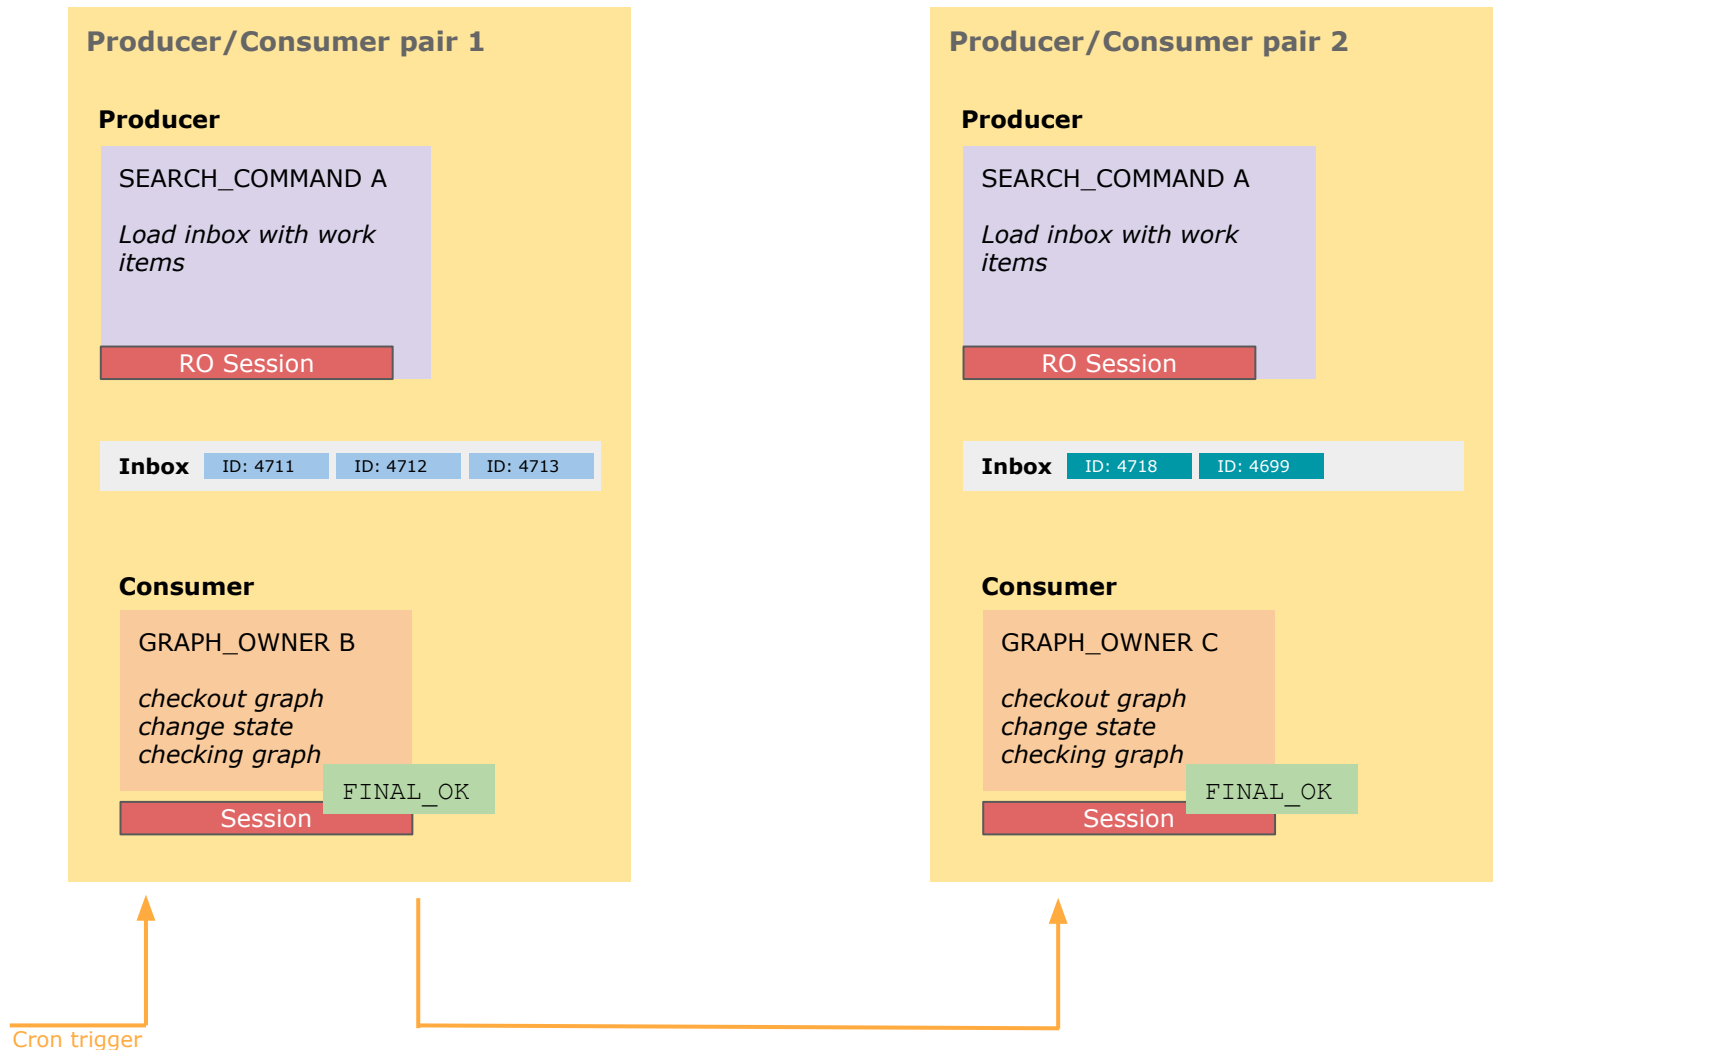 Producer/Consumer pair 1
Producer
SEARCH_COMMAND A
Load inbox with work
items
RO Session
Inbox ID: 4711 ID: 4712 ID: 4713
Consumer
GRAPH_OWNER B
checkout graph
change state
checking graph
FINAL_OK
Session
Producer/Consumer pair 2
Producer
SEARCH_COMMAND A
Load inbox with work
items
RO Session
Inbox ID: 4718 ID: 4699
Consumer
GRAPH_OWNER C
checkout graph
change state
checking graph
FINAL_OK
Session
Cron trigger